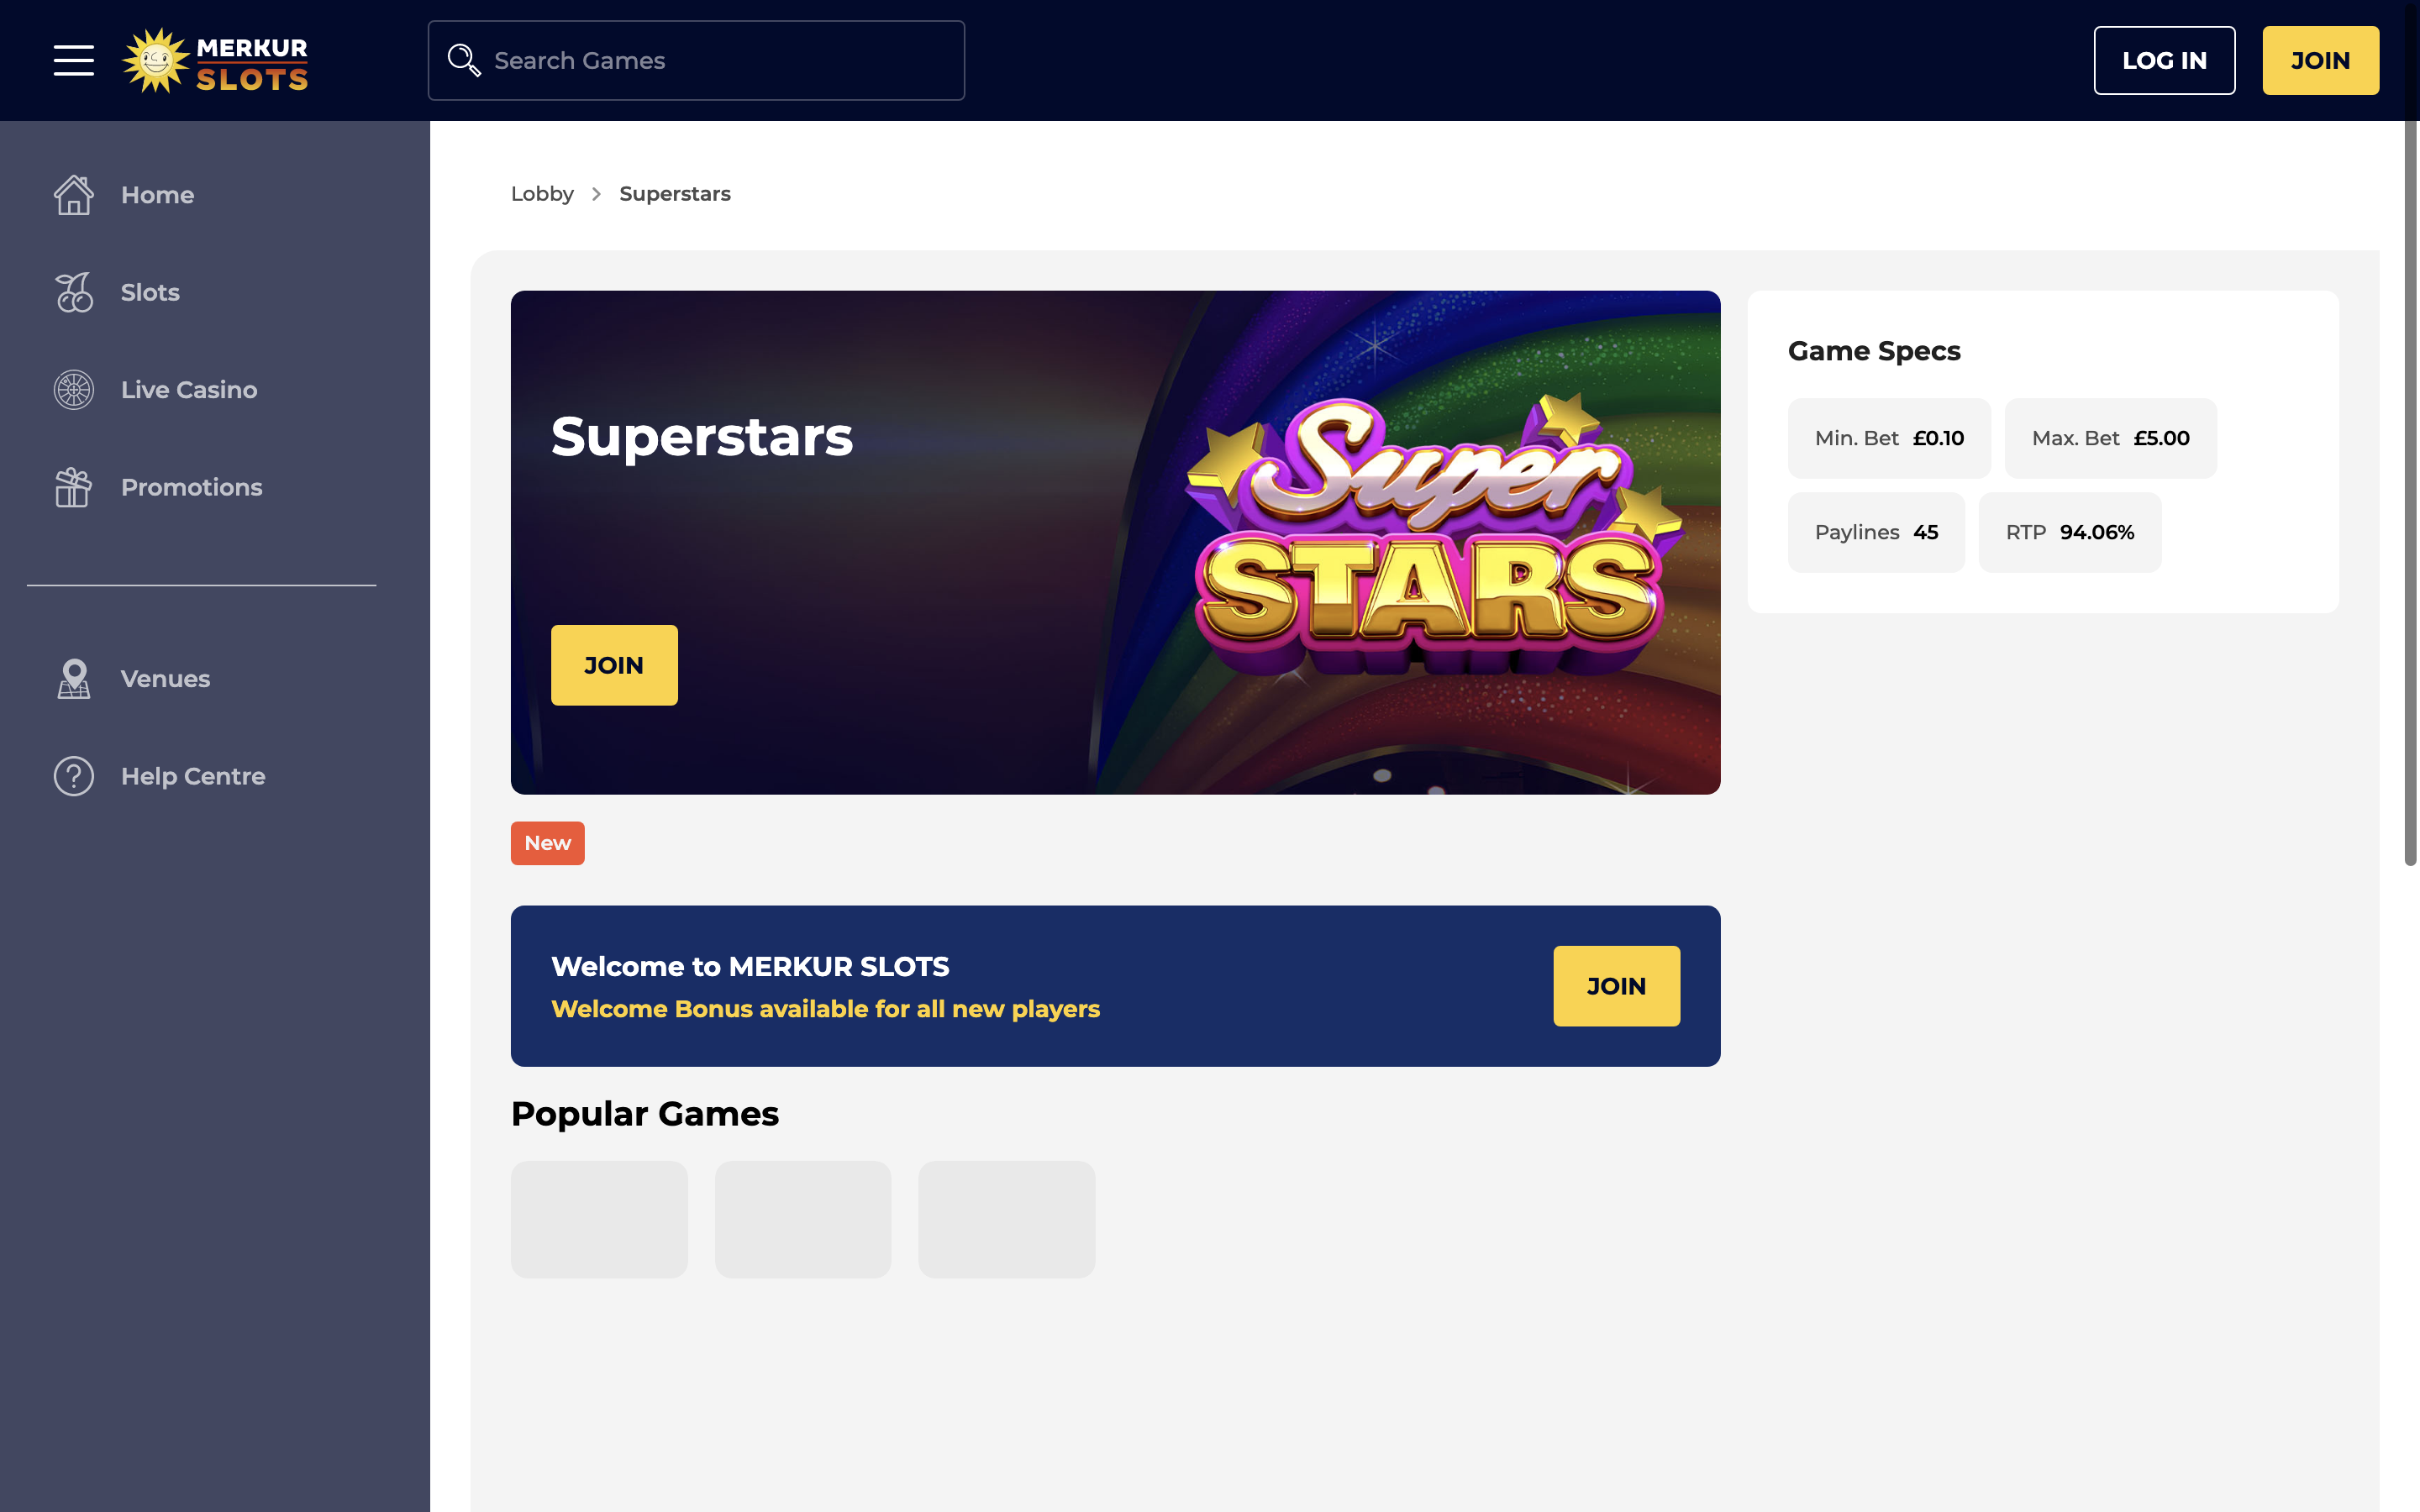 MERKUR
SLOTS
Search Games
LOG IN
JOIN
Home
Slots
Live Casino
Promotions
Venues
Help Centre
Lobby > Superstars
Superstars
JOIN
Super
STARS
Game Specs
Min. Bet £0.10
Max. Bet £5.00
Paylines 45
RTP 94.06%
New
Welcome to MERKUR SLOTS
Welcome Bonus available for all new players
JOIN
Popular Games